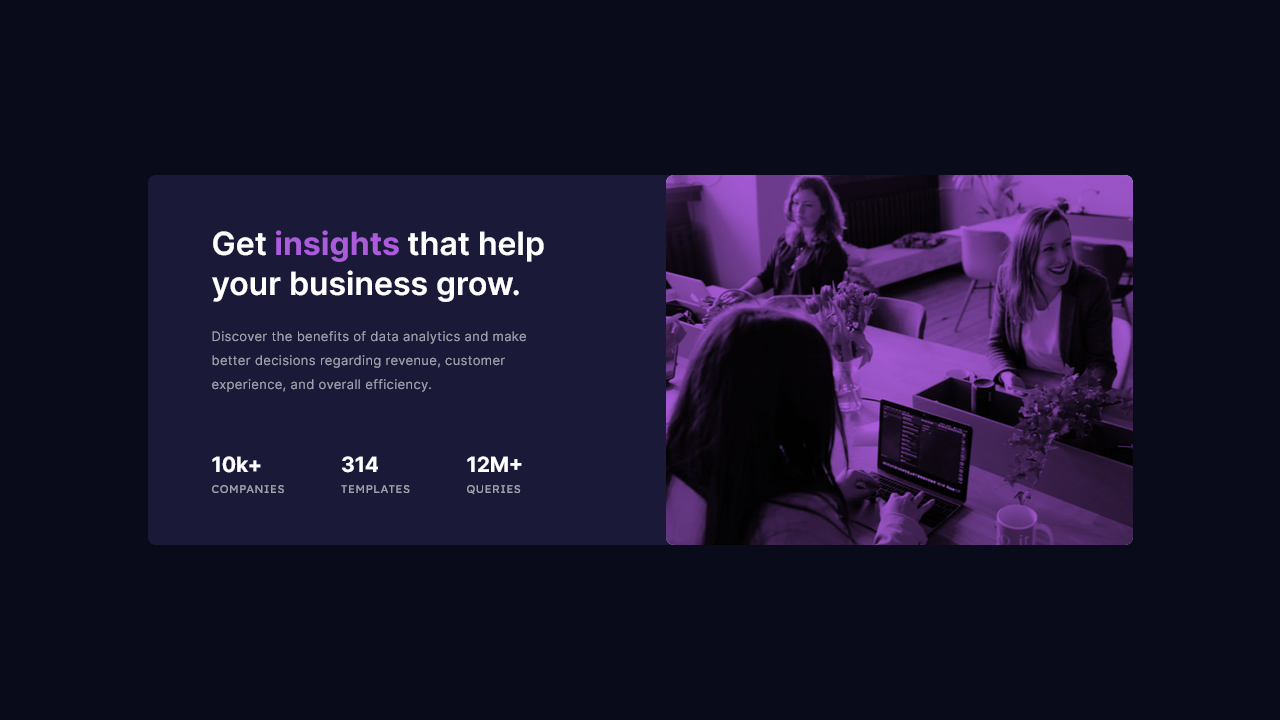 Get insights that help
your business grow.
Discover the benefits of data analytics and make
better decisions regarding revenue, customer
experience, and overall efficiency.
10k+ 314 12M+
COMPANIES TEMPLATES QUERIES